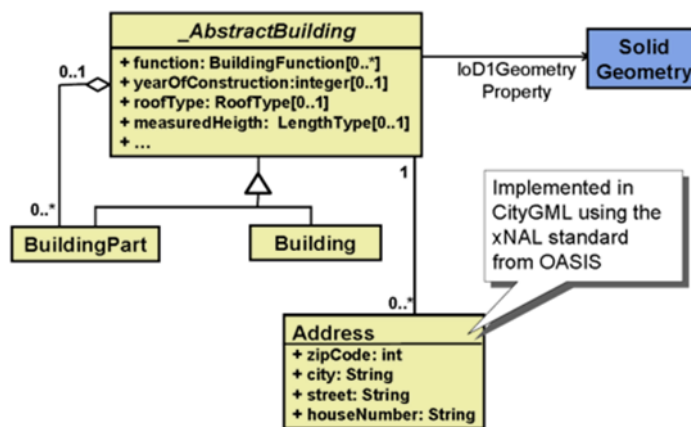 _AbstractBuilding
+ function: BuildingFunction[0..*]
+ yearOfConstruction:integer[0..1]
+ roofType: RoofType[0..1]
+ measuredHeigth: LengthType[0..1]
+ ...
0..1
loD1Geometry
Property
Solid
Geometry
0..*
1
BuildingPart
Building
Implemented in
CityGML using the
xNAL standard
from OASIS
0..*
Address
+ zipCode: int
+ city: String
+ street: String
+ houseNumber: String